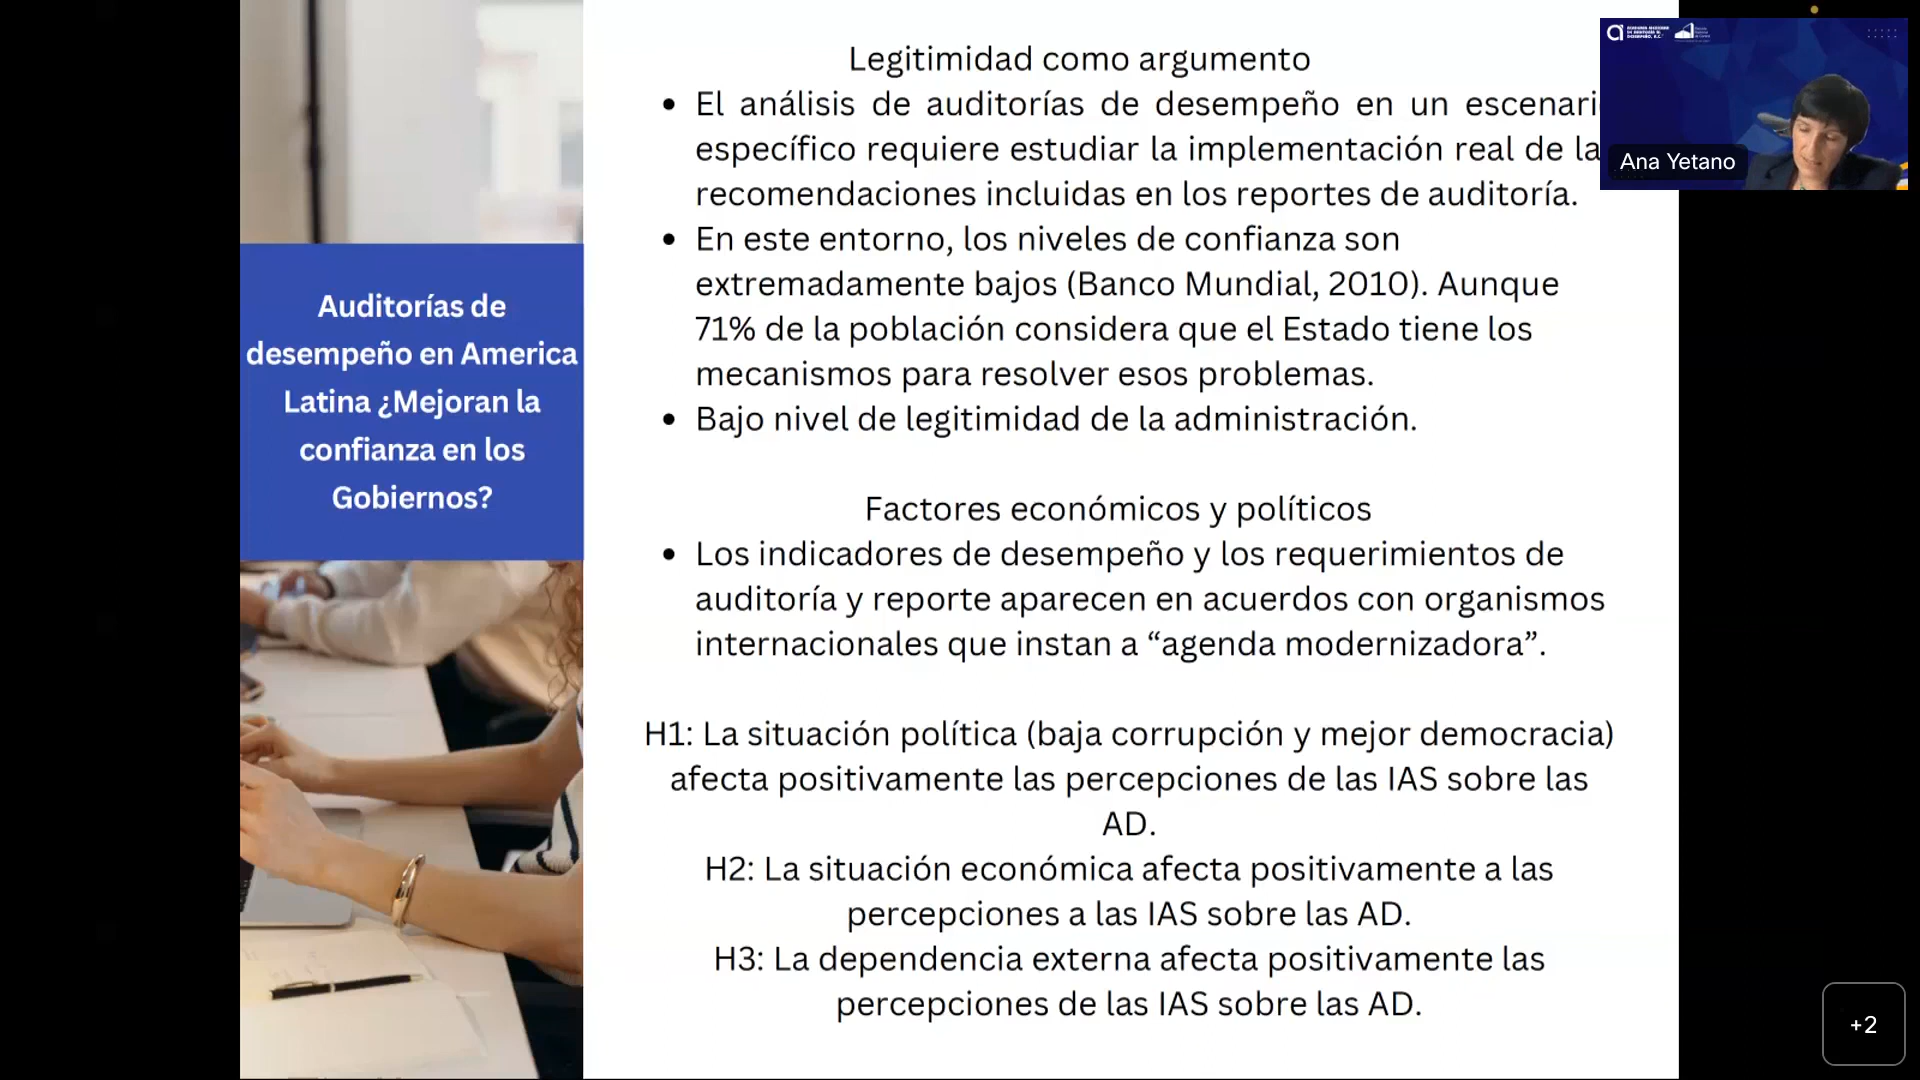 Auditorías de
desempeño en America
Latina ¿Mejoran la
confianza en los
Gobiernos?
Legitimidad como argumento
• El análisis de auditorías de desempeño en un escenari
específico requiere estudiar la implementación real de la
recomendaciones incluidas en los reportes de auditoría.
• En este entorno, los niveles de confianza son
extremadamente bajos (Banco Mundial, 2010). Aunque
71% de la población considera que el Estado tiene los
mecanismos para resolver esos problemas.
• Bajo nivel de legitimidad de la administración.
Factores económicos y políticos
• Los indicadores de desempeño y los requerimientos de
auditoría y reporte aparecen en acuerdos con organismos
internacionales que instan a “agenda modernizadora”.
H1: La situación política (baja corrupción y mejor democracia)
afecta positivamente las percepciones de las IAS sobre las
AD.
H2: La situación económica afecta positivamente a las
percepciones a las IAS sobre las AD.
H3: La dependencia externa afecta positivamente las
percepciones de las IAS sobre las AD.
Ana Yetano
+2